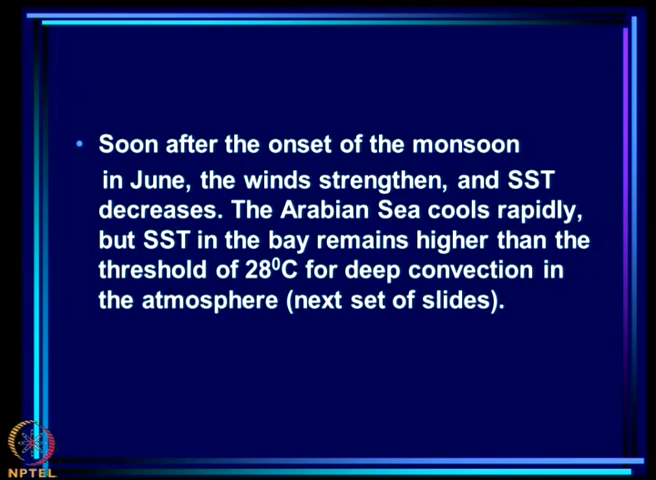 • Soon after the onset of the monsoon
in June, the winds strengthen, and SST
decreases. The Arabian Sea cools rapidly,
but SST in the bay remains higher than the
threshold of 28⁰C for deep convection in
the atmosphere (next set of slides).
NPTEL